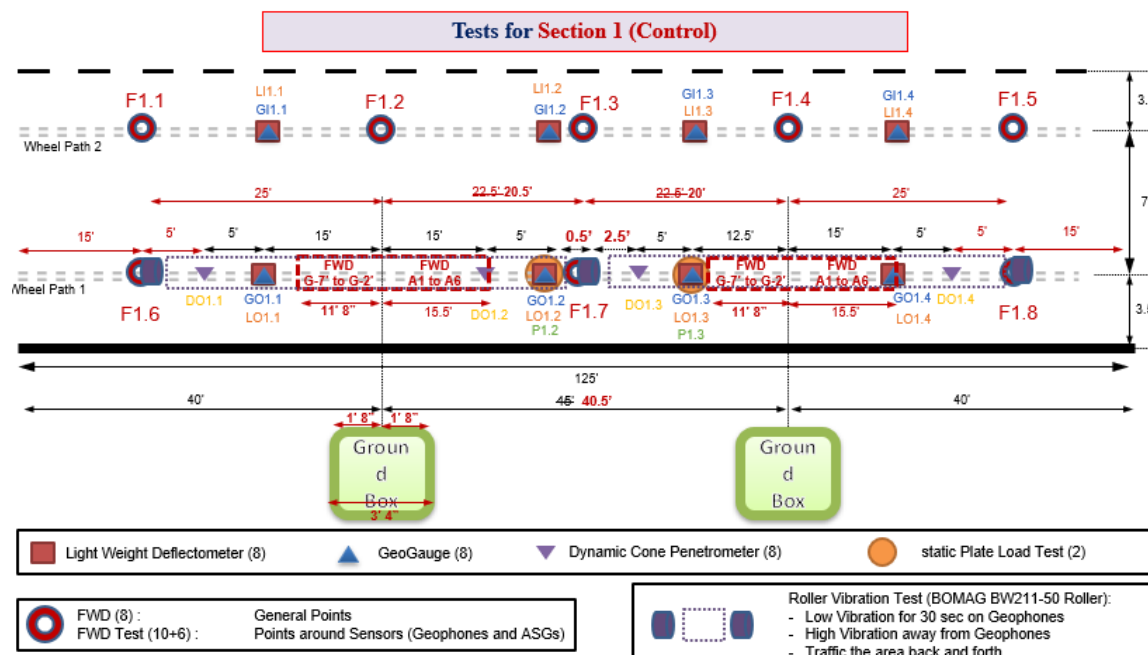 Tests for Section 1 (Control)
LI1.1
GI1.1
LI1.2
GI1.2
GI1.3
LI1.3
GI1.4
LI1.4
F1.1
F1.2
F1.3
F1.4
F1.5
3.
Wheel Path 2
7
25'
22.5' 20.5'
22.5' 20'
25'
15'
5'
5'
15'
15'
5'
0.5'
2.5'
5'
12.5'
15'
5'
5'
15'
Wheel Path 1
FWD
G-7' to G-2'
FWD
A1 to A6
FWD
G-7' to G-2'
FWD
A1 to A6
3.5
F1.6
DO1.1
GO1.1
LO1.1
11' 8"
15.5'
DO1.2
GO1.2
LO1.2
P1.2
F1.7
DO1.3
GO1.3
LO1.3
P1.3
11' 8"
15.5'
GO1.4
LO1.4
DO1.4
F1.8
125'
40'
45' 40.5'
40'
1' 8"
1' 8"
Groun
d
Box
3' 4"
Groun
d
Box
Light Weight Deflectometer (8)
GeoGauge (8)
Dynamic Cone Penetrometer (8)
static Plate Load Test (2)
FWD (8) : General Points
FWD Test (10+6) : Points around Sensors (Geophones and ASGs)
Roller Vibration Test (BOMAG BW211-50 Roller):
- Low Vibration for 30 sec on Geophones
- High Vibration away from Geophones
- Traffic the area back and forth